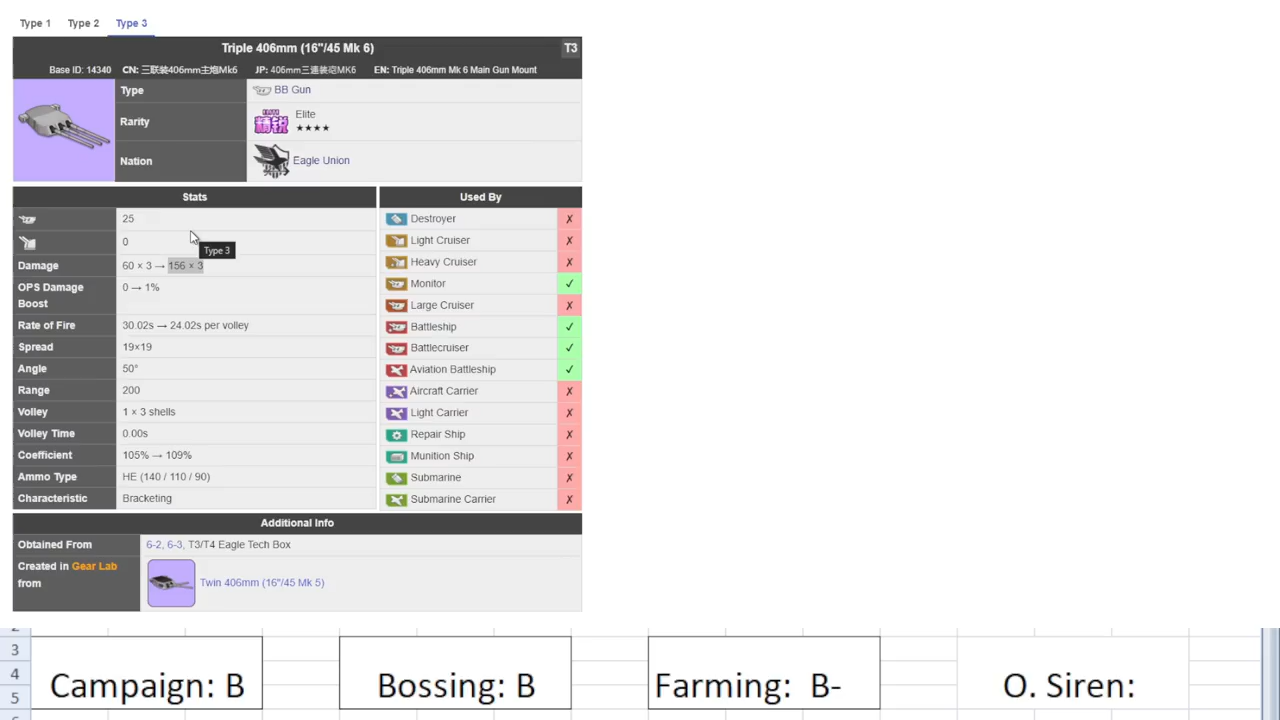 Type 1 Type 2 Type 3
Triple 406mm (16"/45 Mk 6) T3
Base ID: 14340 CN: 三联装406mm主炮Mk6 JP: 406mm三連装砲MK6 EN: Triple 406mm Mk 6 Main Gun Mount
Type BB Gun
Rarity Elite
★★★★
Nation Eagle Union
Stats
25
0
Type 3
Damage 60 × 3 → 156 × 3
OPS Damage Boost 0 → 1%
Rate of Fire 30.02s → 24.02s per volley
Spread 19×19
Angle 50°
Range 200
Volley 1 × 3 shells
Volley Time 0.00s
Coefficient 105% → 109%
Ammo Type HE (140 / 110 / 90)
Characteristic Bracketing
Used By
Destroyer ✗
Light Cruiser ✗
Heavy Cruiser ✗
Monitor ✓
Large Cruiser ✗
Battleship ✓
Battlecruiser ✓
Aviation Battleship ✓
Aircraft Carrier ✗
Light Carrier ✗
Repair Ship ✗
Munition Ship ✗
Submarine ✗
Submarine Carrier ✗
Additional Info
Obtained From 6-2, 6-3, T3/T4 Eagle Tech Box
Created in Gear Lab from Twin 406mm (16"/45 Mk 5)
3
4
5
Campaign: B
Bossing: B
Farming: B-
O. Siren: